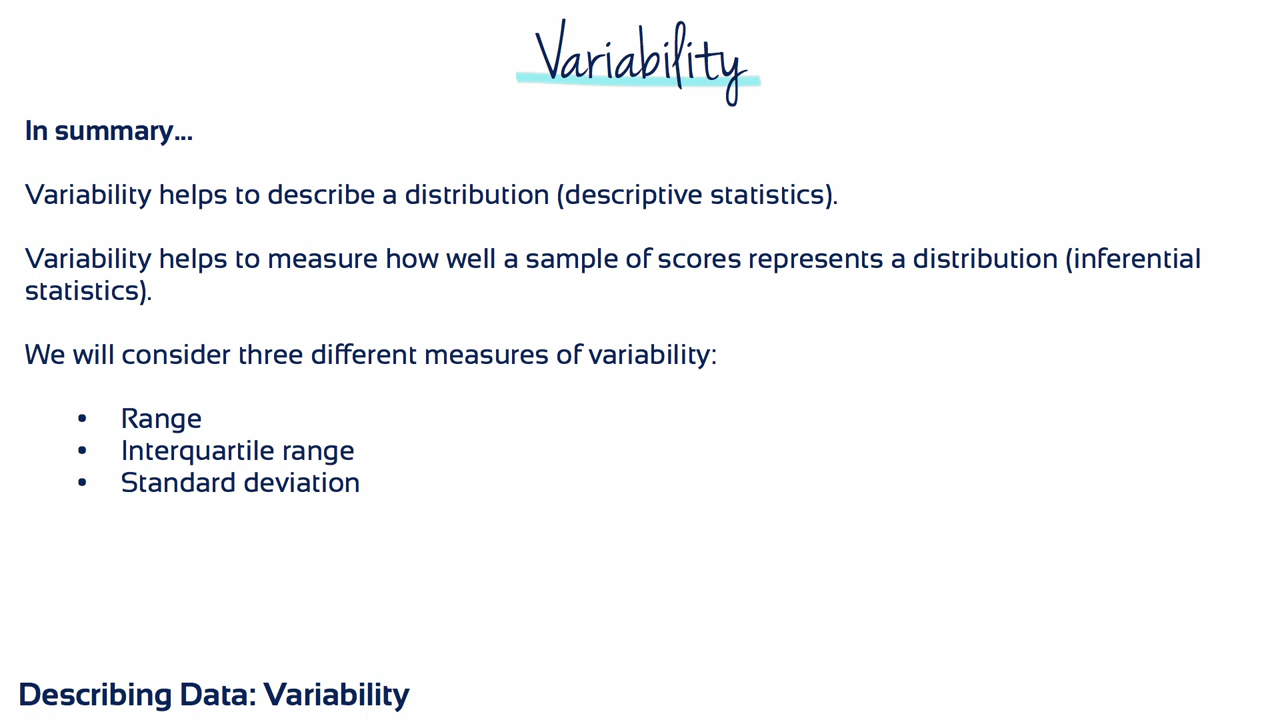 Variability
In summary...
Variability helps to describe a distribution (descriptive statistics).
Variability helps to measure how well a sample of scores represents a distribution (inferential
statistics).
We will consider three different measures of variability:
• Range
• Interquartile range
• Standard deviation
Describing Data: Variability